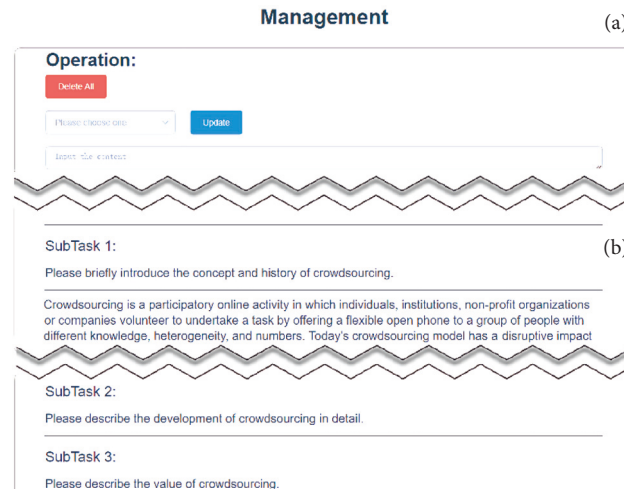 Management
(a)
Operation:
Delete All
Please choose one
Update
Input the content
(b)
SubTask 1:
Please briefly introduce the concept and history of crowdsourcing.
Crowdsourcing is a participatory online activity in which individuals, institutions, non-profit organizations
or companies volunteer to undertake a task by offering a flexible open phone to a group of people with
different knowledge, heterogeneity, and numbers. Today's crowdsourcing model has a disruptive impact
SubTask 2:
Please describe the development of crowdsourcing in detail.
SubTask 3:
Please describe the value of crowdsourcing.